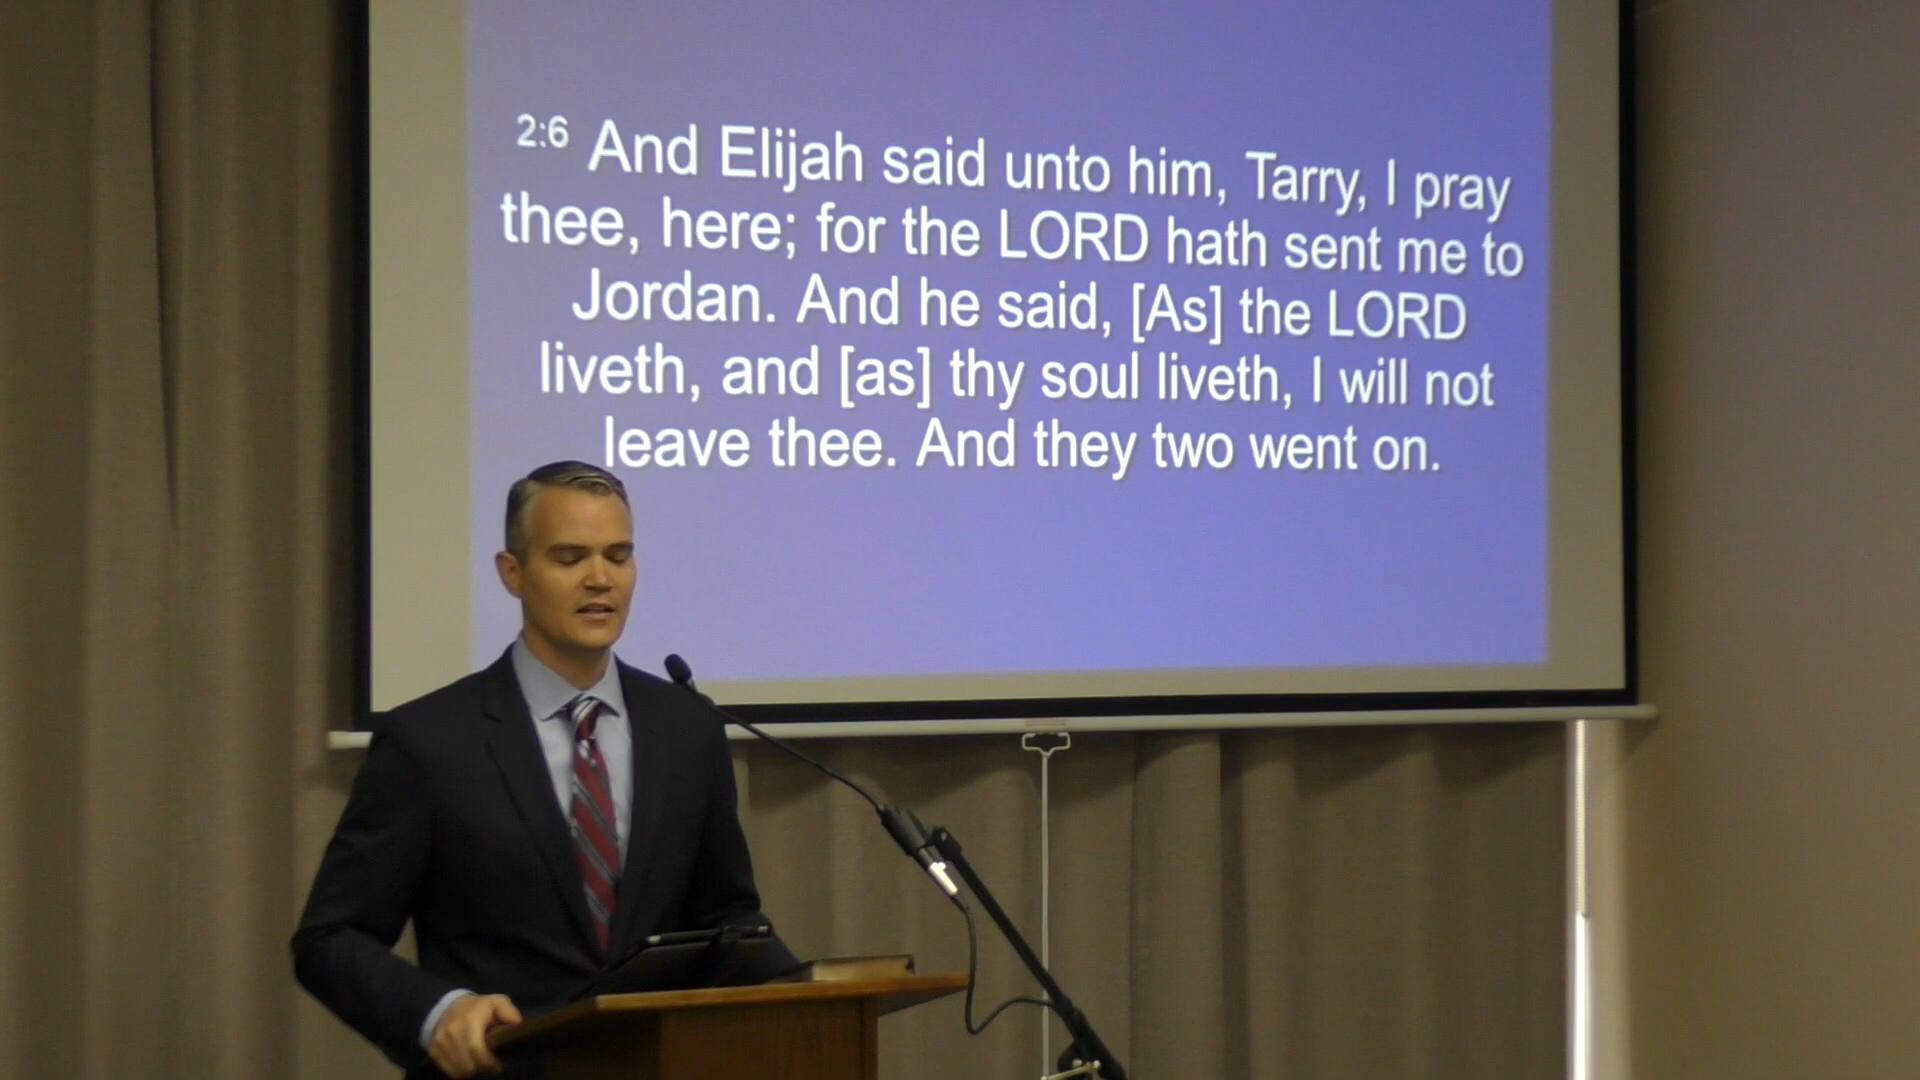 2:6 And Elijah said unto him, Tarry, I pray
thee, here; for the LORD hath sent me to
Jordan. And he said, [As] the LORD
liveth, and [as] thy soul liveth, I will not
leave thee. And they two went on.